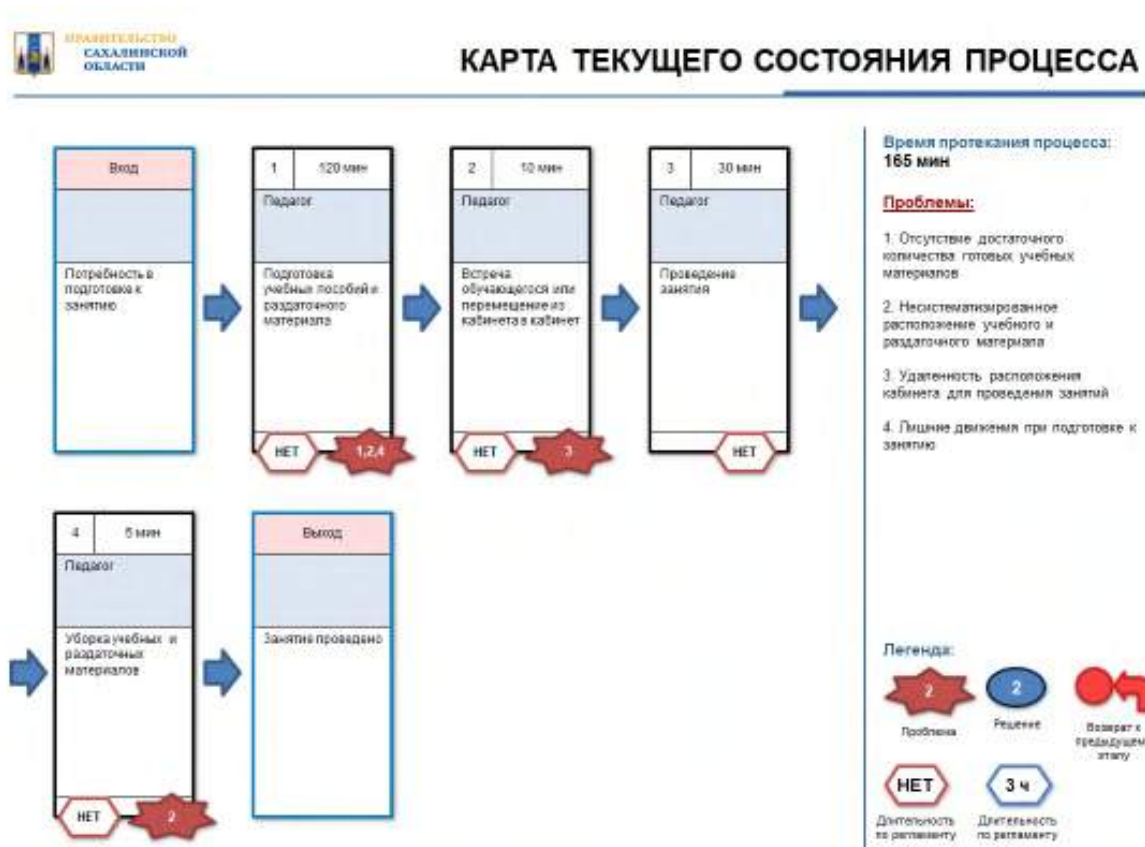 ПРАВИТЕЛЬСТВО
САХАЛИНСКОЙ
ОБЛАСТИ
КАРТА ТЕКУЩЕГО СОСТОЯНИЯ ПРОЦЕССА
Вход
Потребность в
подготовке к
занятию
1 120 мин
Педагог
Подготовка
учебных пособий и
раздаточного
материала
НЕТ 1,2,4
2 10 мин
Педагог
Встреча
обучающегося или
перемещение из
кабинета в кабинет
НЕТ 3
3 30 мин
Педагог
Проведение
занятия
НЕТ
4 5 мин
Педагог
Уборка учебных и
раздаточных
материалов
НЕТ 2
Выход
Занятие проведено
Время протекания процесса:
165 мин
Проблемы:
1. Отсутствие достаточного
количества готовых учебных
материалов
2. Несистематизированное
расположение учебного и
раздаточного материала
3. Удаленность расположения
кабинета для проведения занятий
4. Лишние движения при подготовке к
занятию
Легенда:
2
Проблема
2
Решение
Возврат к
предыдущем
этапу
НЕТ
Длительность
по регламенту
3 ч
Длительность
по регламенту